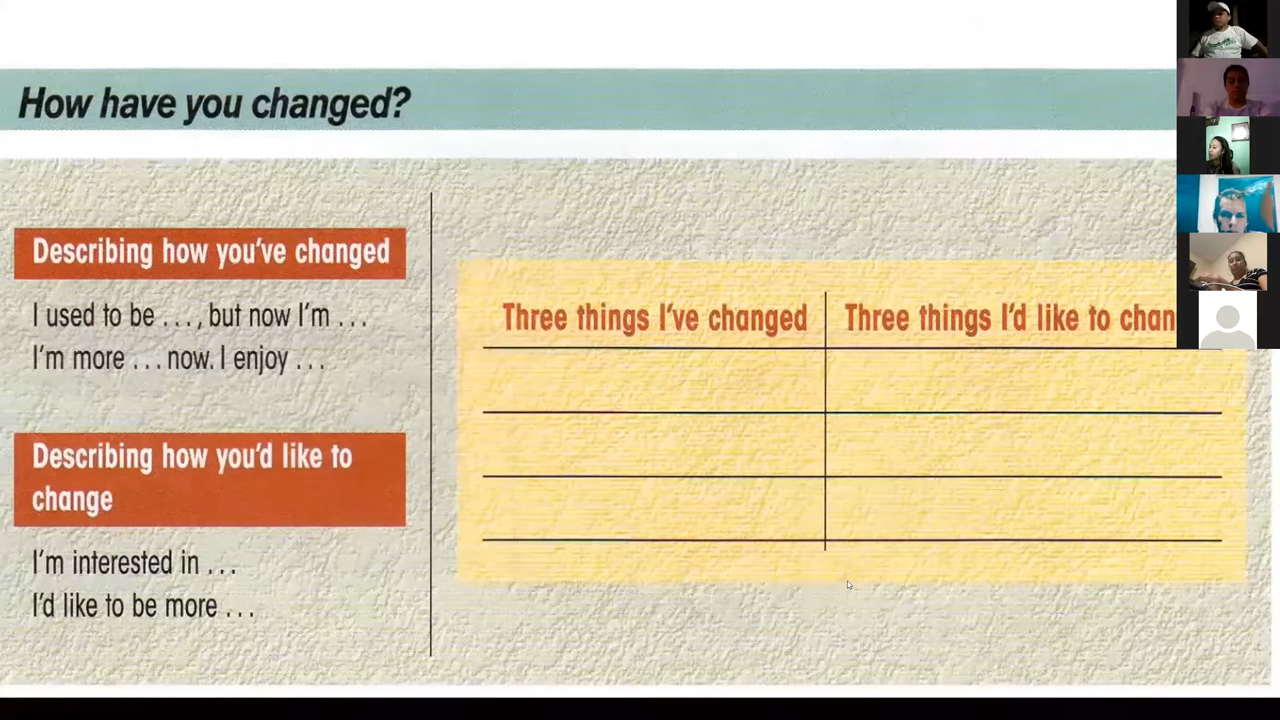 How have you changed?
Describing how you've changed
I used to be . . . , but now I'm . . .
I'm more . . . now. I enjoy . . .
Describing how you'd like to
change
I'm interested in . . .
I'd like to be more . . .
Three things I've changed
Three things I'd like to chan